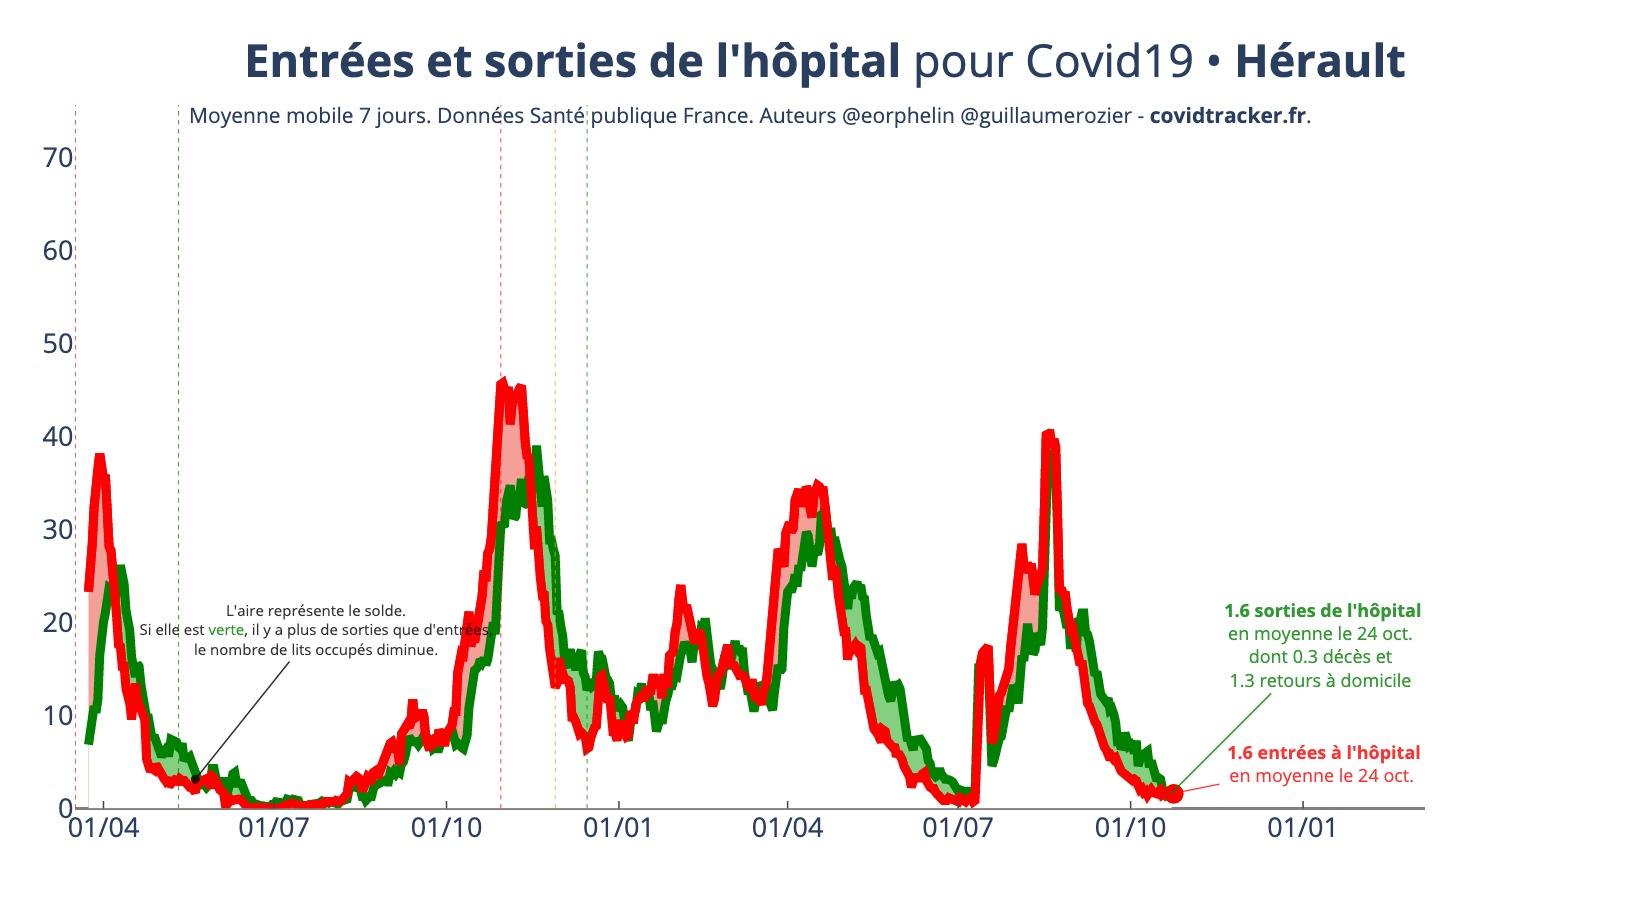 Entrées et sorties de l'hôpital pour Covid19 • Hérault
Moyenne mobile 7 jours. Données Santé publique France. Auteurs @eorphelin @guillaumerozier - covidtracker.fr.
70
60
50
40
30
20
10
0
L'aire représente le solde.
Si elle est verte, il y a plus de sorties que d'entrées,
le nombre de lits occupés diminue.
1.6 sorties de l'hôpital
en moyenne le 24 oct.
dont 0.3 décès et
1.3 retours à domicile
1.6 entrées à l'hôpital
en moyenne le 24 oct.
01/04 01/07 01/10 01/01 01/04 01/07 01/10 01/01